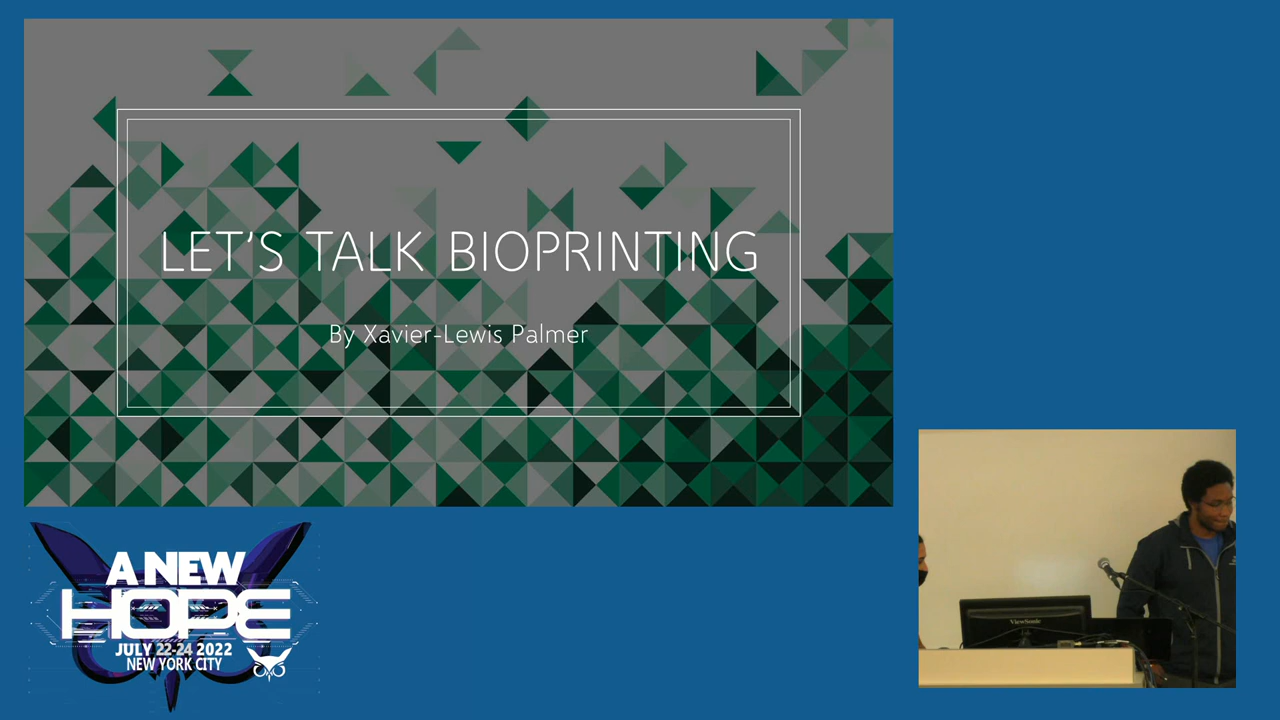 LET'S TALK BIOPRINTING
By Xavier-Lewis Palmer
A NEW
HOPE
JULY 22-24 2022
NEW YORK CITY
ViewSonic